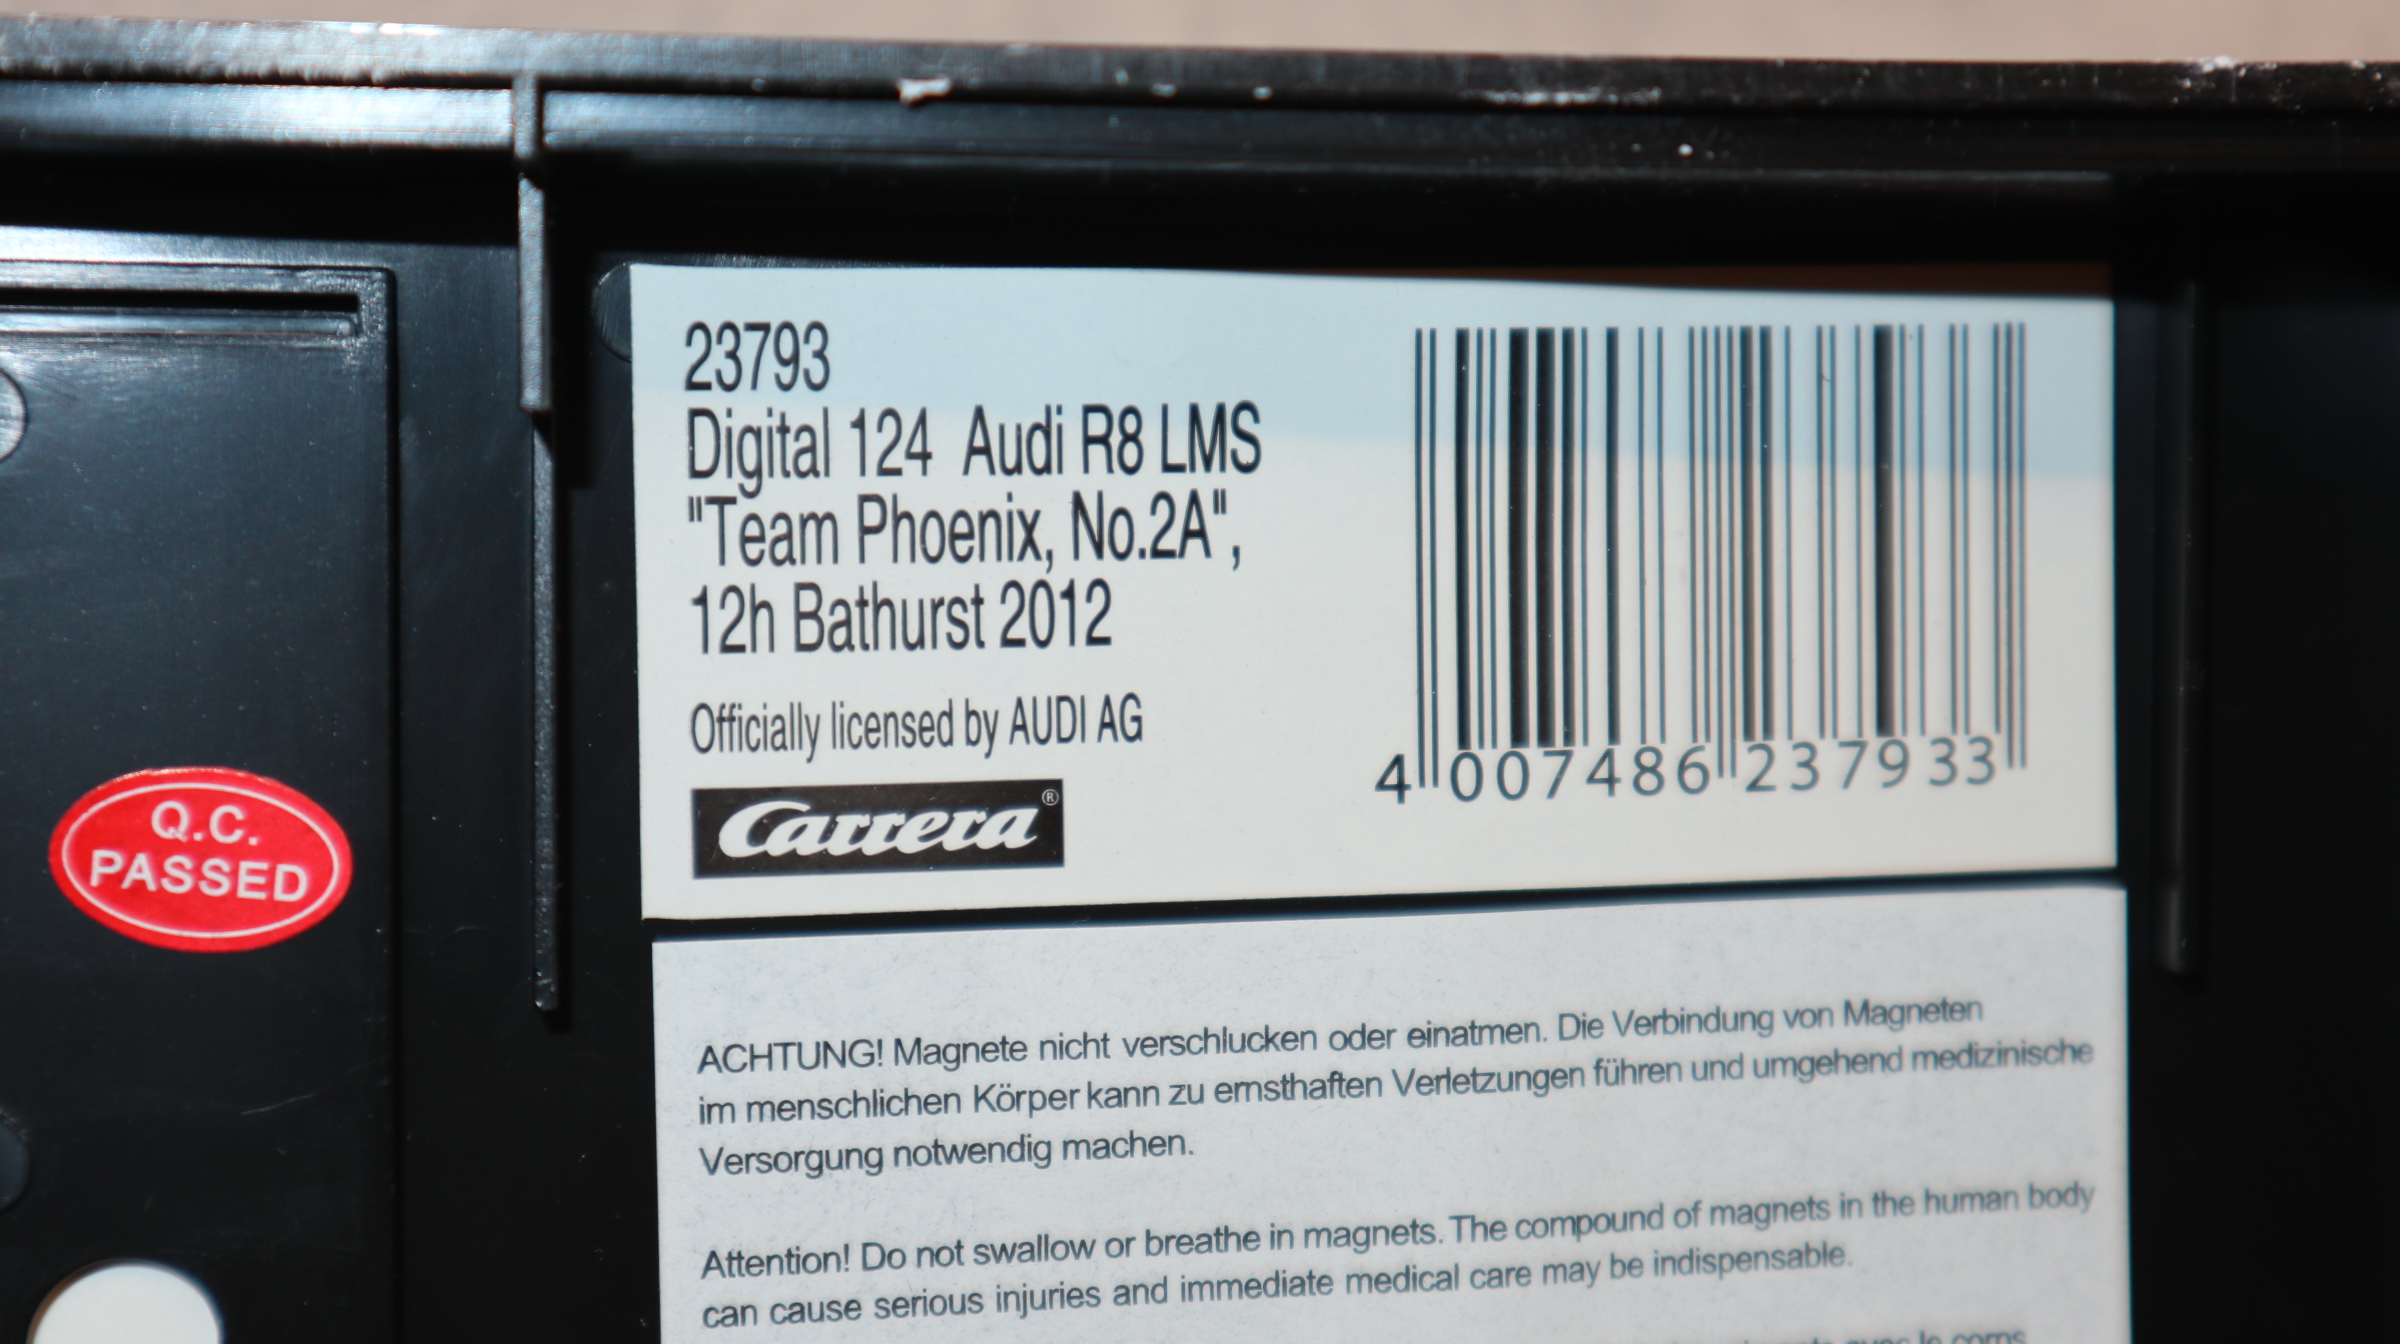 23793
Digital 124 Audi R8 LMS
"Team Phoenix, No.2A",
12h Bathurst 2012
Officially licensed by AUDI AG
Carrera®
4 007486 237933
Q.C.
PASSED
ACHTUNG! Magnete nicht verschlucken oder einatmen. Die Verbindung von Magneten
im menschlichen Körper kann zu ernsthaften Verletzungen führen und umgehend medizinische
Versorgung notwendig machen.
Attention! Do not swallow or breathe in magnets. The compound of magnets in the human body
can cause serious injuries and immediate medical care may be indispensable.
avec le corps